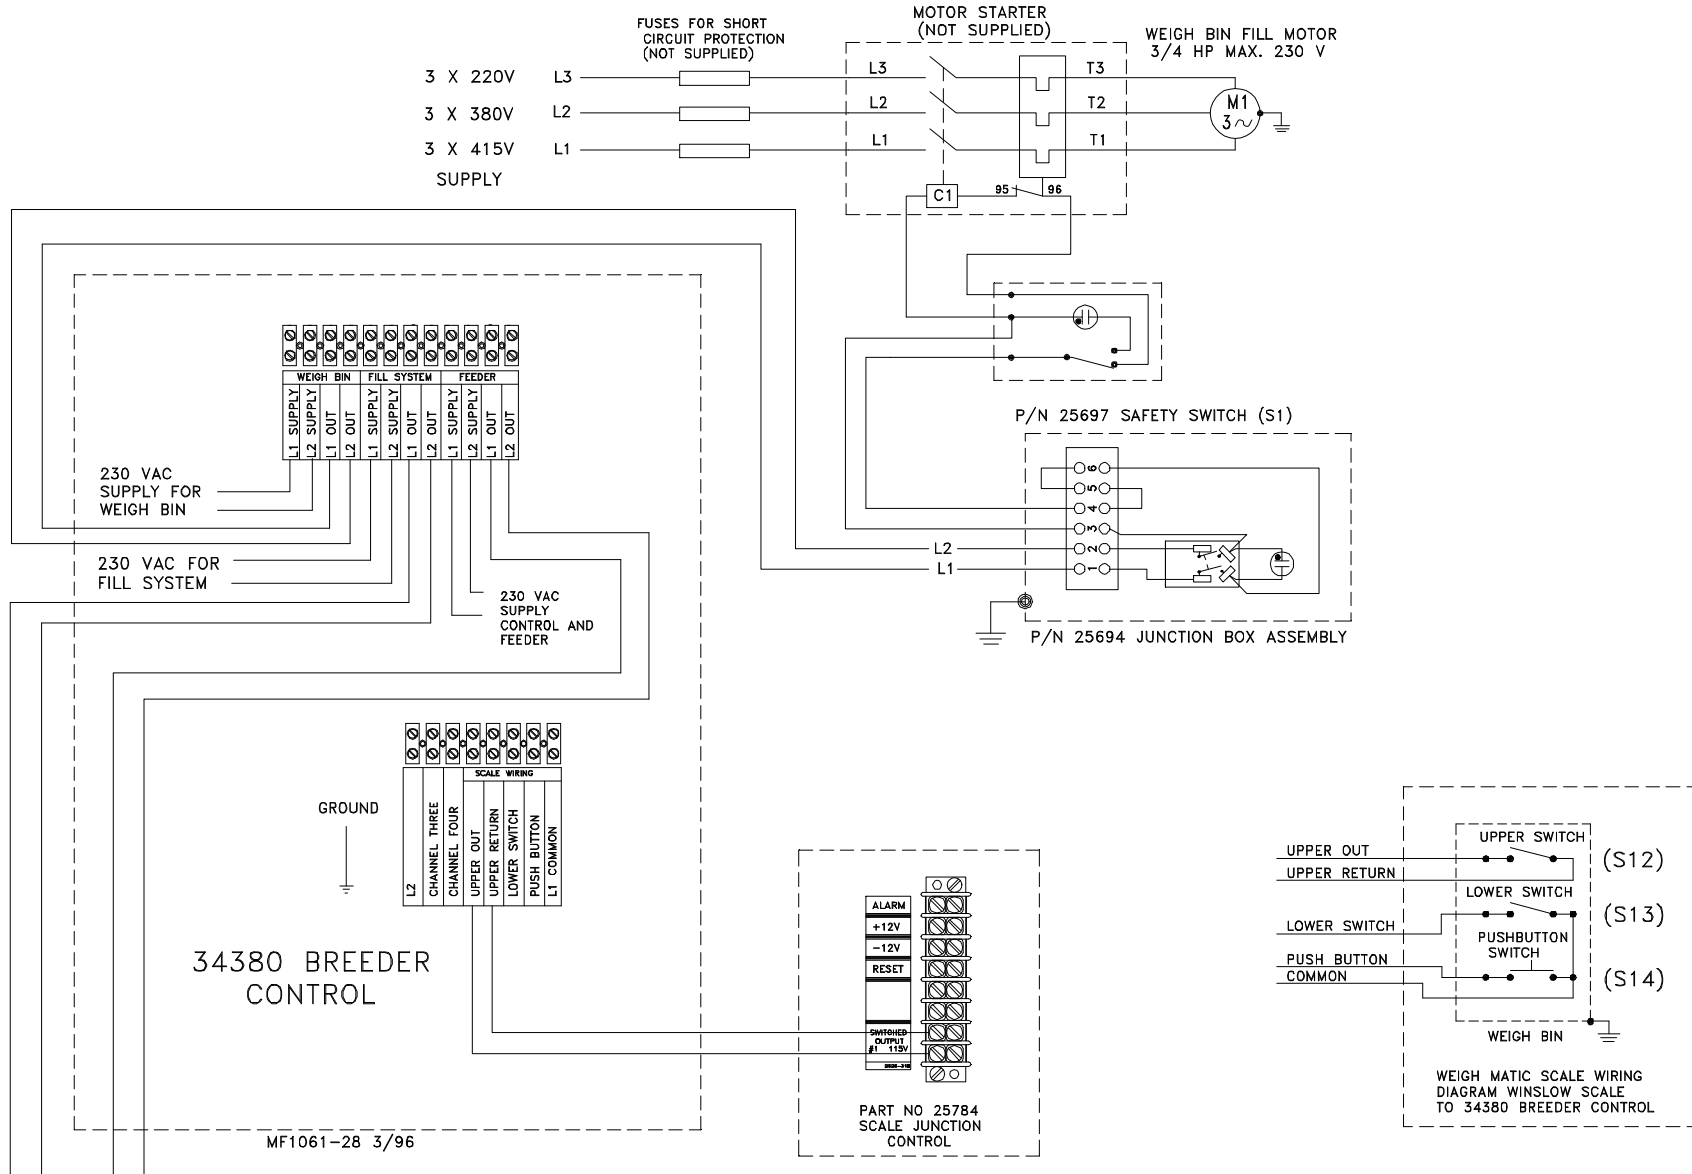 FUSES FOR SHORT
CIRCUIT PROTECTION
(NOT SUPPLIED)
MOTOR STARTER
(NOT SUPPLIED)
WEIGH BIN FILL MOTOR
3/4 HP MAX. 230 V
3 X 220V L3
L3
T3
3 X 380V L2
L2
T2
3 X 415V L1
L1
T1
SUPPLY
M1
3~
C1
95
96
WEIGH BIN
FILL SYSTEM
FEEDER
L1 SUPPLY
L2 SUPPLY
L1 OUT
L2 OUT
L1 SUPPLY
L2 SUPPLY
L1 OUT
L2 OUT
L1 SUPPLY
L2 SUPPLY
L1 OUT
L2 OUT
230 VAC
SUPPLY FOR
WEIGH BIN
230 VAC FOR
FILL SYSTEM
230 VAC
SUPPLY
CONTROL AND
FEEDER
P/N 25697 SAFETY SWITCH (S1)
6
5
4
3
2
1
L2
L1
P/N 25694 JUNCTION BOX ASSEMBLY
SCALE WIRING
L2
CHANNEL THREE
CHANNEL FOUR
UPPER OUT
UPPER RETURN
LOWER SWITCH
PUSH BUTTON
L1 COMMON
GROUND
34380 BREEDER
CONTROL
MF1061-28 3/96
ALARM
+12V
-12V
RESET
SWITCHED
OUTPUT
#1 115V
PART NO 25784
SCALE JUNCTION
CONTROL
UPPER OUT
UPPER RETURN
LOWER SWITCH
PUSH BUTTON
COMMON
UPPER SWITCH
(S12)
LOWER SWITCH
(S13)
PUSHBUTTON
SWITCH
(S14)
WEIGH BIN
WEIGH MATIC SCALE WIRING
DIAGRAM WINSLOW SCALE
TO 34380 BREEDER CONTROL